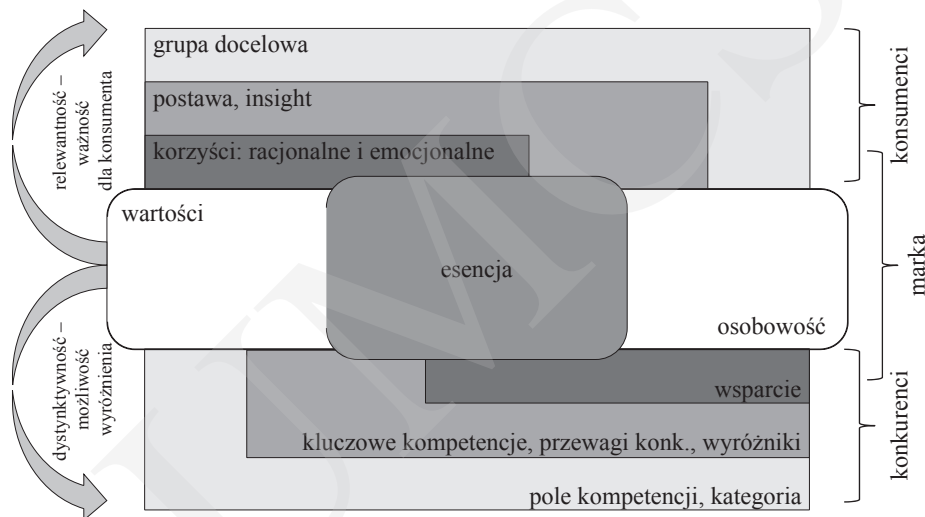 grupa docelowa
postawa, insight
korzyści: racjonalne i emocjonalne
wartości
esencja
osobowość
wsparcie
kluczowe kompetencje, przewagi konk., wyróżniki
pole kompetencji, kategoria
relewantność –
ważność
dla konsumenta
dystynktywność –
możliwość
wyróżnienia
konsumenci
marka
konkurenci
UMCS